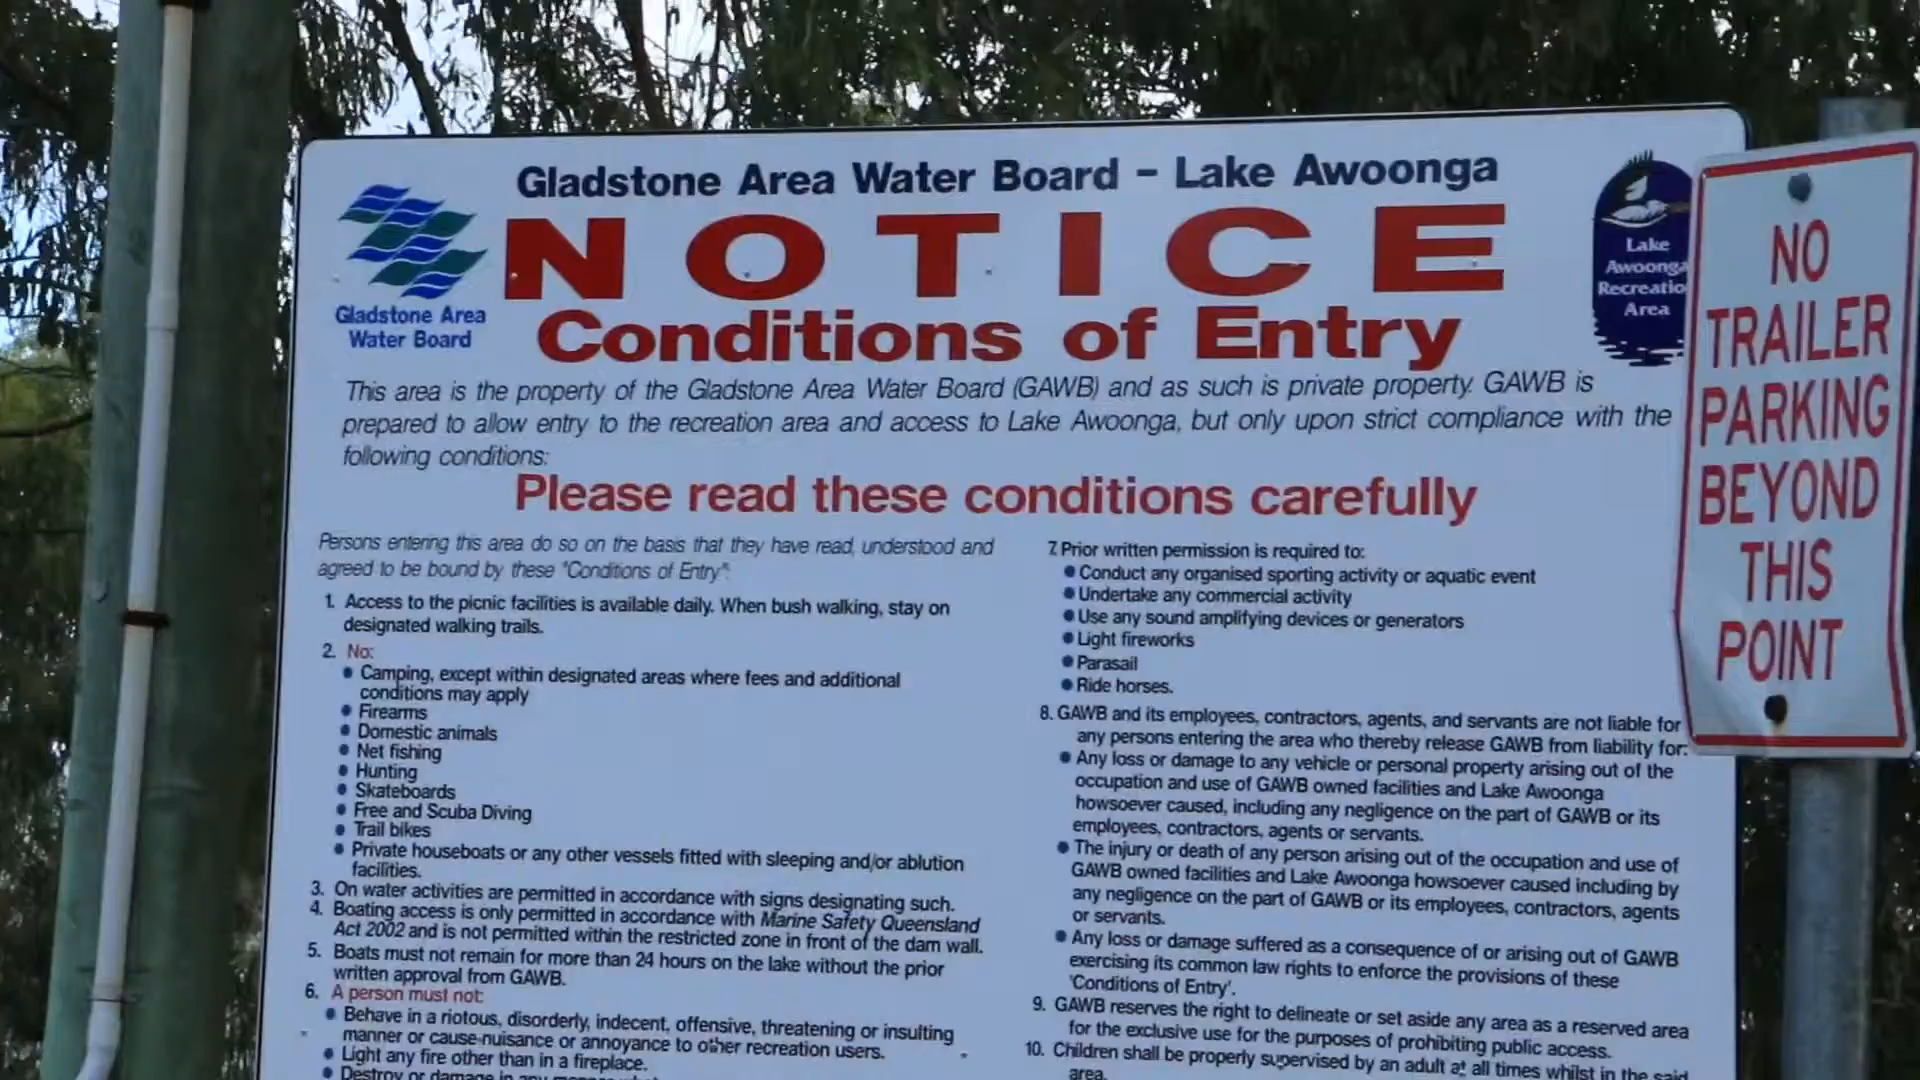 Gladstone Area Water Board - Lake Awoonga
NOTICE
Conditions of Entry
Gladstone Area
Water Board
Lake
Awoonga
Recreatio
Area
This area is the property of the Gladstone Area Water Board (GAWB) and as such is private property. GAWB is
prepared to allow entry to the recreation area and access to Lake Awoonga, but only upon strict compliance with the
following conditions:
Please read these conditions carefully
Persons entering this area do so on the basis that they have read, understood and
agreed to be bound by these "Conditions of Entry":
1. Access to the picnic facilities is available daily. When bush walking, stay on
designated walking trails.
2. No:
• Camping, except within designated areas where fees and additional
conditions may apply
• Firearms
• Domestic animals
• Net fishing
• Hunting
• Skateboards
• Free and Scuba Diving
• Trail bikes
• Private houseboats or any other vessels fitted with sleeping and/or ablution
facilities.
3. On water activities are permitted in accordance with signs designating such.
4. Boating access is only permitted in accordance with Marine Safety Queensland
Act 2002 and is not permitted within the restricted zone in front of the dam wall.
5. Boats must not remain for more than 24 hours on the lake without the prior
written approval from GAWB.
6. A person must not:
• Behave in a riotous, disorderly, indecent, offensive, threatening or insulting
manner or cause nuisance or annoyance to other recreation users.
• Light any fire other than in a fireplace.
• Destroy or damage in any
7. Prior written permission is required to:
• Conduct any organised sporting activity or aquatic event
• Undertake any commercial activity
• Use any sound amplifying devices or generators
• Light fireworks
• Parasail
• Ride horses.
8. GAWB and its employees, contractors, agents, and servants are not liable for
any persons entering the area who thereby release GAWB from liability for:
• Any loss or damage to any vehicle or personal property arising out of the
occupation and use of GAWB owned facilities and Lake Awoonga
howsoever caused, including any negligence on the part of GAWB or its
employees, contractors, agents or servants.
• The injury or death of any person arising out of the occupation and use of
GAWB owned facilities and Lake Awoonga howsoever caused including by
any negligence on the part of GAWB or its employees, contractors, agents
or servants.
• Any loss or damage suffered as a consequence of or arising out of GAWB
exercising its common law rights to enforce the provisions of these
'Conditions of Entry'.
9. GAWB reserves the right to delineate or set aside any area as a reserved area
for the exclusive use for the purposes of prohibiting public access.
10. Children shall be properly supervised by an adult at all times whilst in the said
area.
NO
TRAILER
PARKING
BEYOND
THIS
POINT